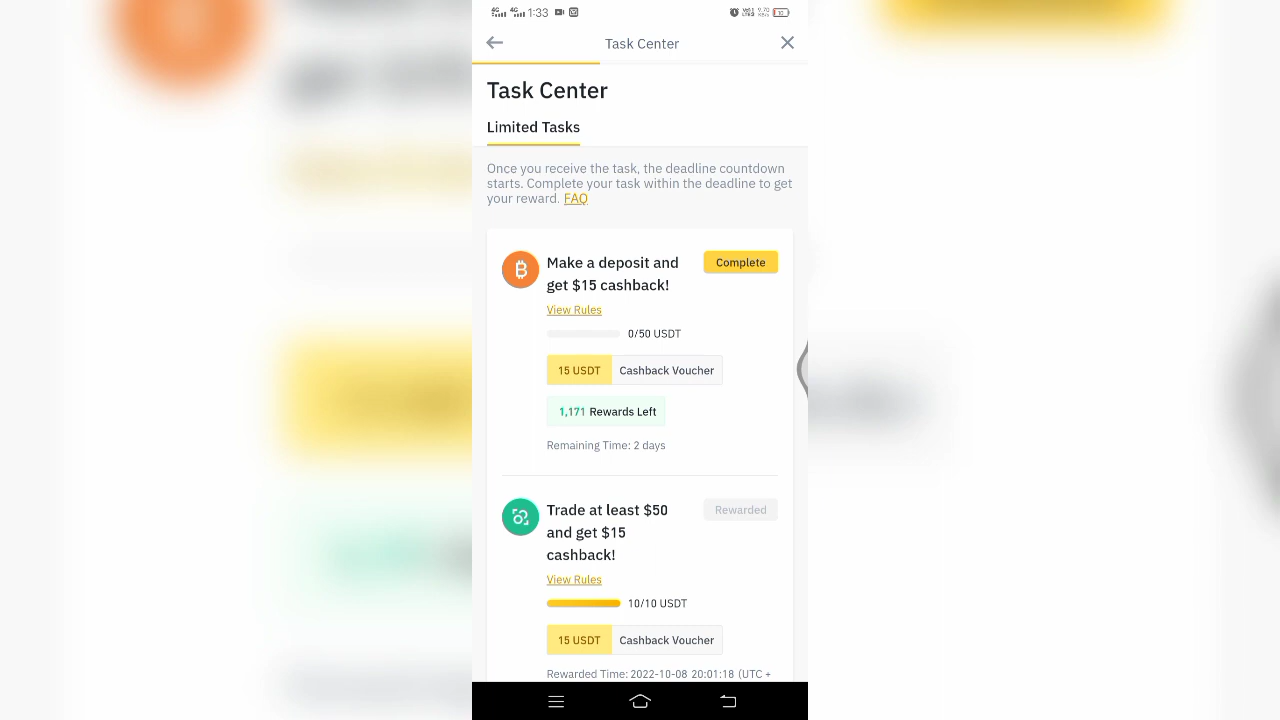 4G 4G 1:33
Task Center
Task Center
Limited Tasks
Once you receive the task, the deadline countdown
starts. Complete your task within the deadline to get
your reward. FAQ
Make a deposit and
get $15 cashback!
Complete
View Rules
0/50 USDT
15 USDT Cashback Voucher
1,171 Rewards Left
Remaining Time: 2 days
Trade at least $50
and get $15
cashback!
Rewarded
View Rules
10/10 USDT
15 USDT Cashback Voucher
Rewarded Time: 2022-10-08 20:01:18 (UTC +